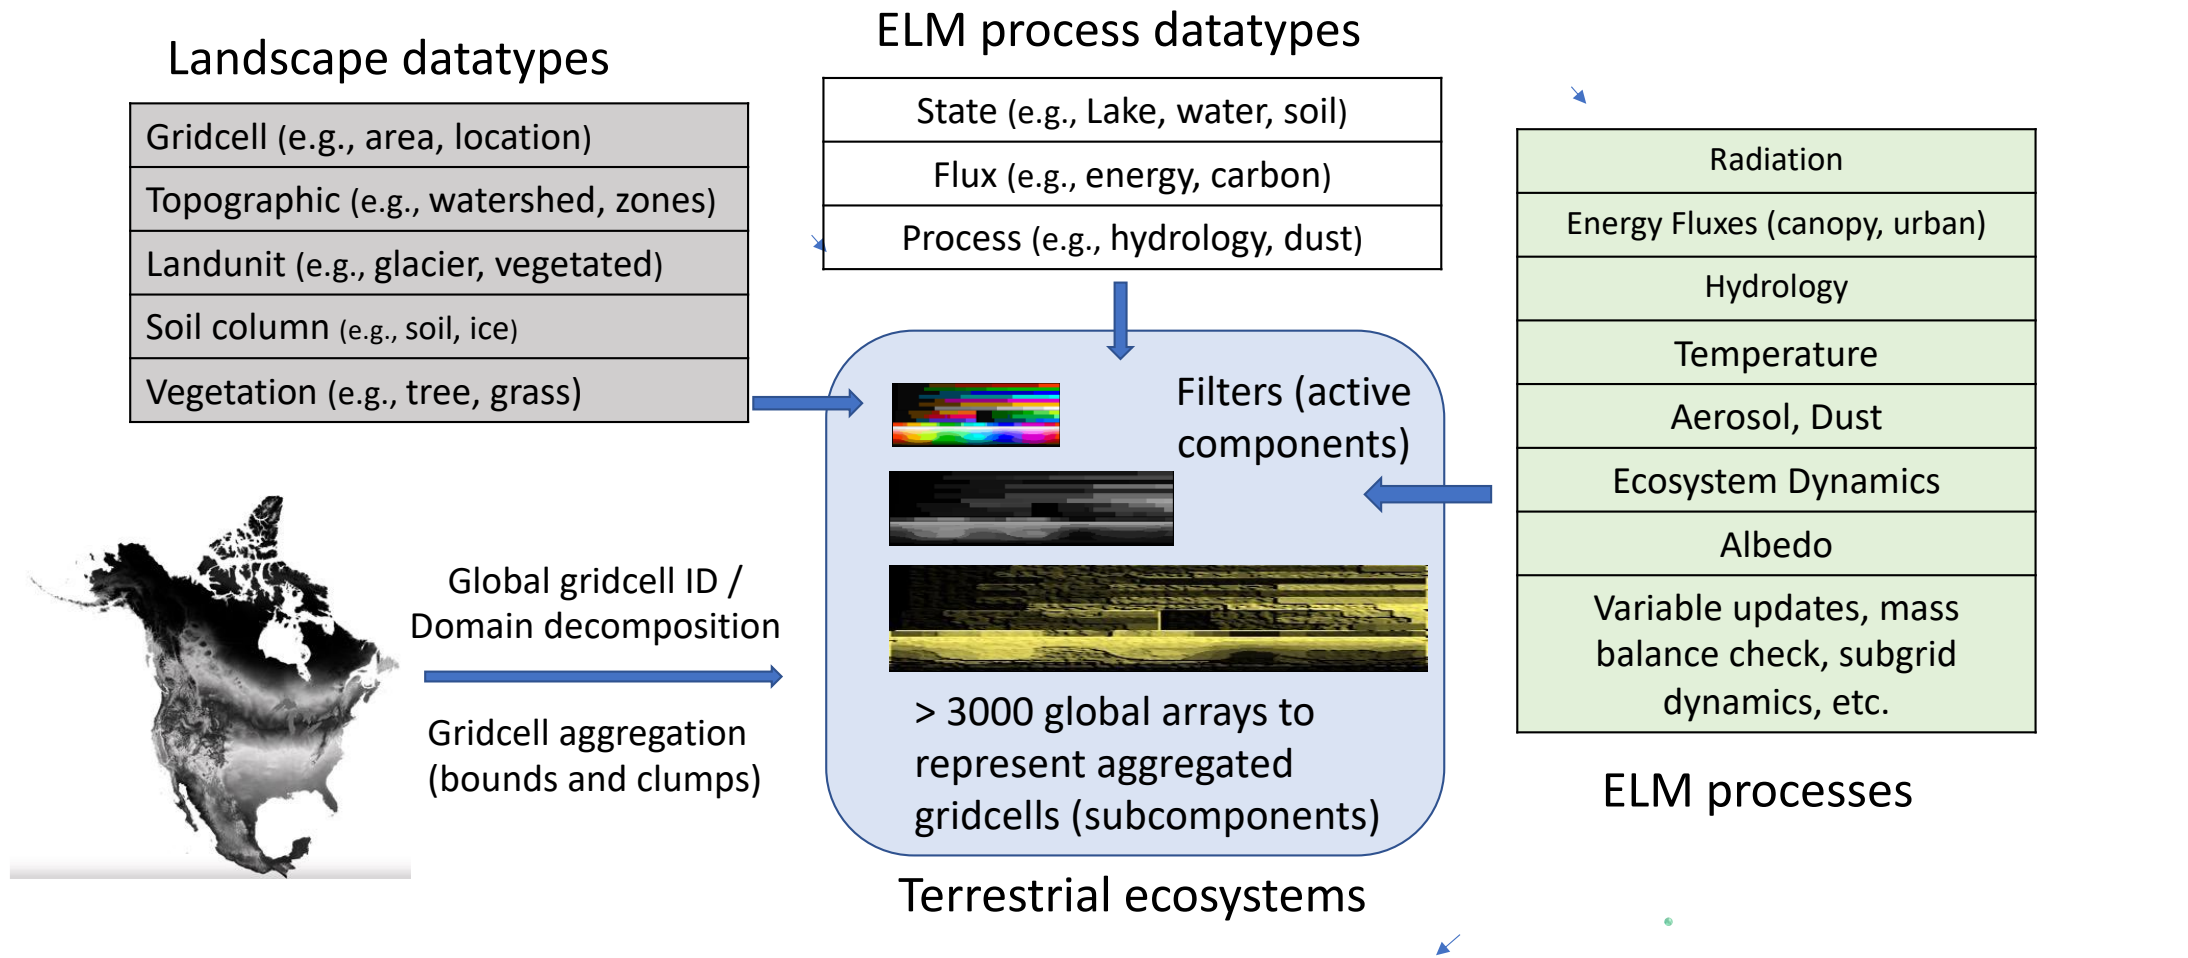 Landscape datatypes
Gridcell (e.g., area, location)
Topographic (e.g., watershed, zones)
Landunit (e.g., glacier, vegetated)
Soil column (e.g., soil, ice)
Vegetation (e.g., tree, grass)
ELM process datatypes
State (e.g., Lake, water, soil)
Flux (e.g., energy, carbon)
Process (e.g., hydrology, dust)
Radiation
Energy Fluxes (canopy, urban)
Hydrology
Temperature
Aerosol, Dust
Ecosystem Dynamics
Albedo
Variable updates, mass
balance check, subgrid
dynamics, etc.
ELM processes
Global gridcell ID /
Domain decomposition
Gridcell aggregation
(bounds and clumps)
Filters (active
components)
> 3000 global arrays to
represent aggregated
gridcells (subcomponents)
Terrestrial ecosystems